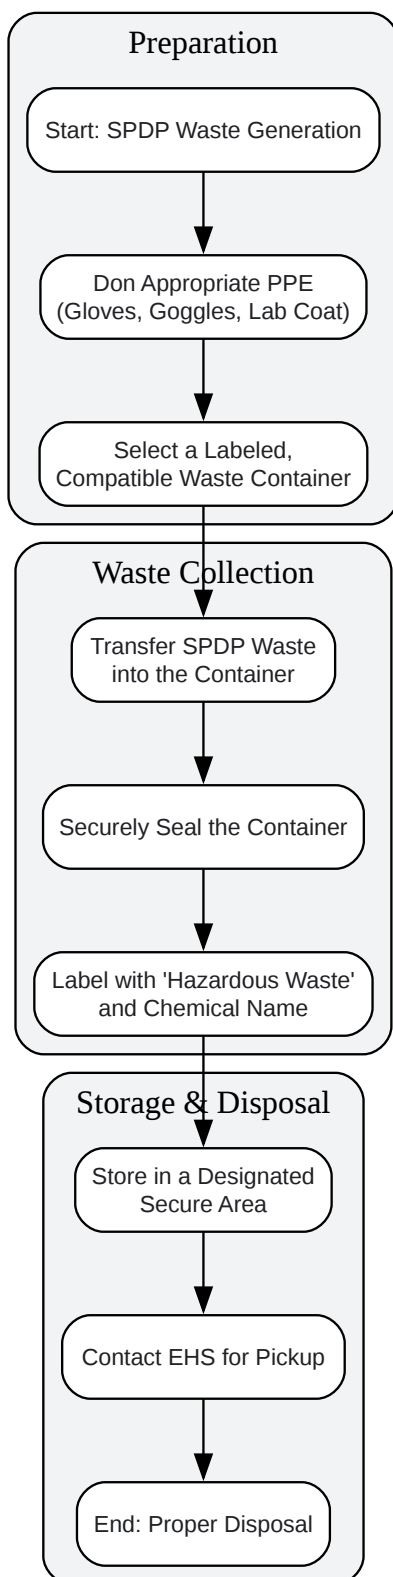 Preparation
Start: SPDP Waste Generation
Don Appropriate PPE
(Gloves, Goggles, Lab Coat)
Select a Labeled,
Compatible Waste Container
Waste Collection
Transfer SPDP Waste
into the Container
Securely Seal the Container
Label with 'Hazardous Waste'
and Chemical Name
Storage & Disposal
Store in a Designated
Secure Area
Contact EHS for Pickup
End: Proper Disposal